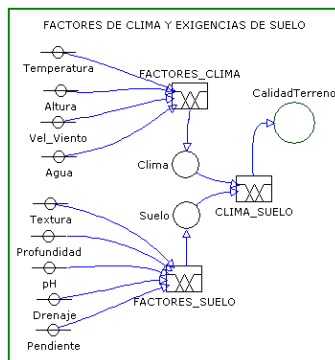 FACTORES DE CLIMA Y EXIGENCIAS DE SUELO
Temperatura
FACTORES_CLIMA
Altura
CalidadTerreno
Vel_Viento
Agua
Clima
Textura
Suelo
CLIMA_SUELO
Profundidad
pH
Drenaje
FACTORES_SUELO
Pendiente